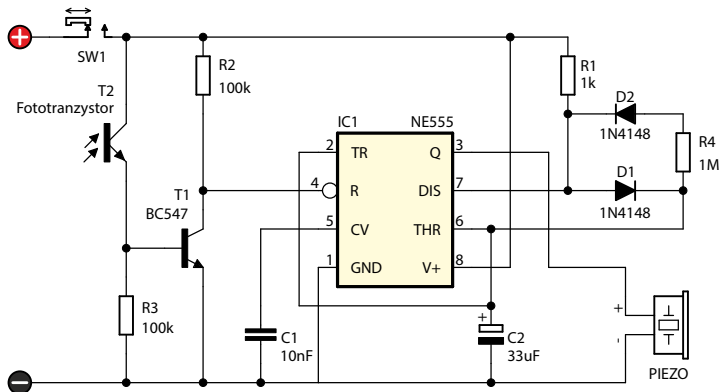 SW1
T2
Fototranzystor
R2
100k
R1
1k
D2
1N4148
R4
1M
D1
1N4148
T1
BC547
IC1
NE555
2
TR
Q
3
4
R
DIS
7
5
CV
THR
6
1
GND
V+
8
R3
100k
C1
10nF
+
C2
33uF
+
-
PIEZO